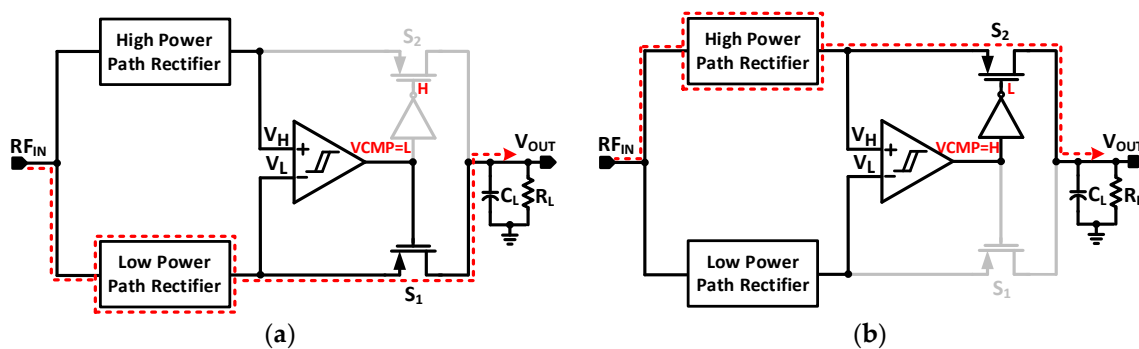 High Power
Path Rectifier
S2
H
RFIN
VH
+
VL
−
VCMP=L
VOUT
CL
RL
Low Power
Path Rectifier
S1
(a)
High Power
Path Rectifier
S2
L
RFIN
VH
+
VL
−
VCMP=H
VOUT
CL
RL
Low Power
Path Rectifier
S1
(b)